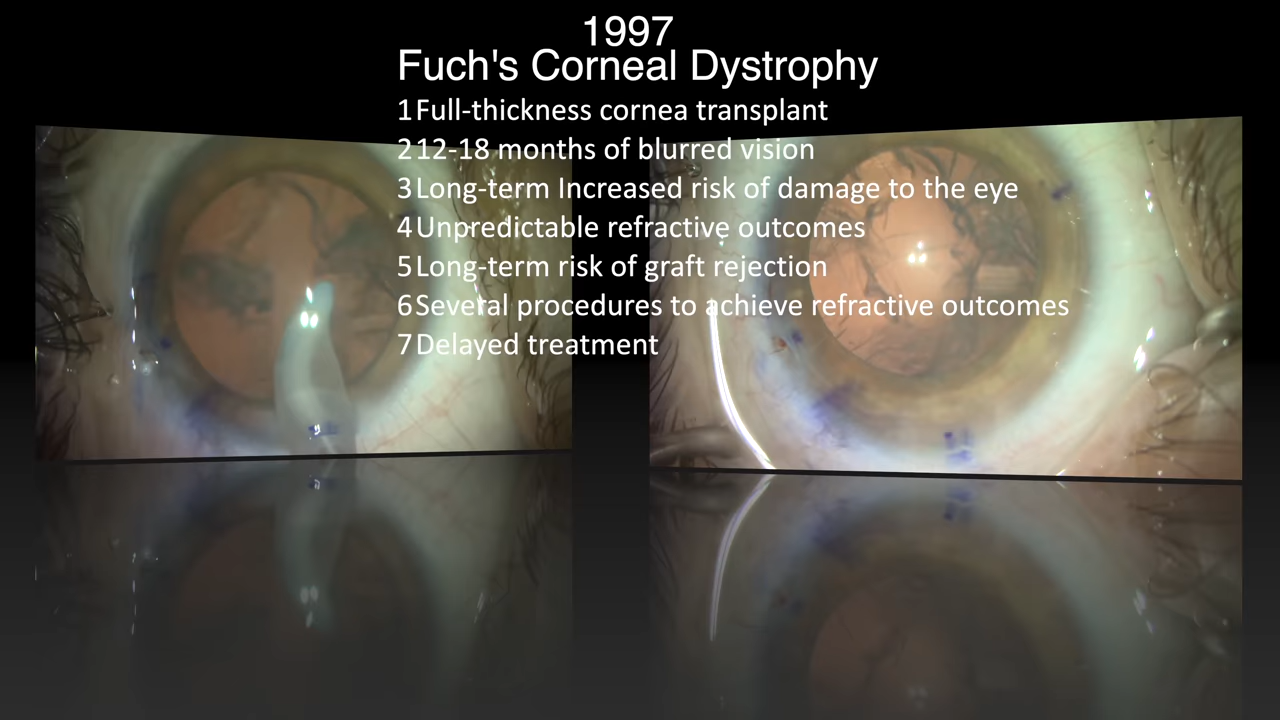 1997
Fuch's Corneal Dystrophy
1 Full-thickness cornea transplant
2 12-18 months of blurred vision
3 Long-term Increased risk of damage to the eye
4 Unpredictable refractive outcomes
5 Long-term risk of graft rejection
6 Several procedures to achieve refractive outcomes
7 Delayed treatment